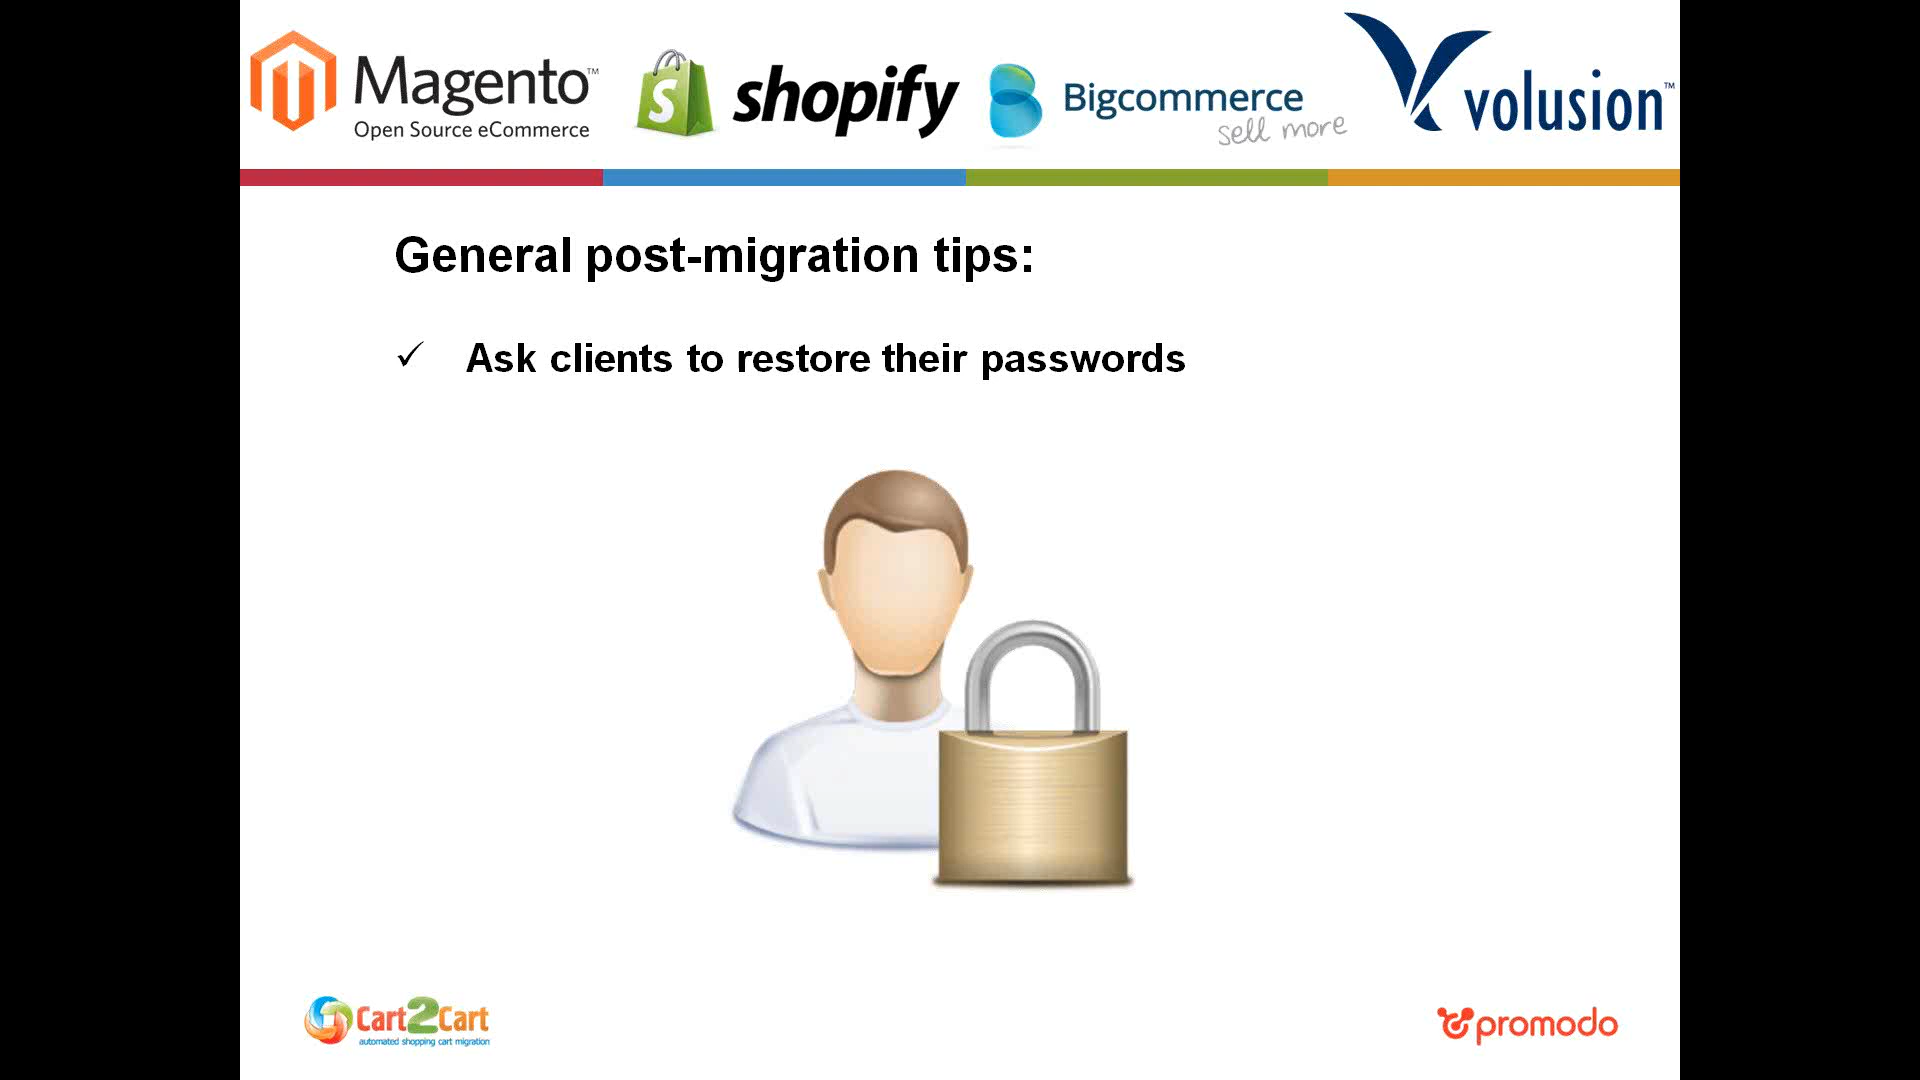 Magento™
Open Source eCommerce
S
shopify
Bigcommerce
sell more
volusion™
General post-migration tips:
✓ Ask clients to restore their passwords
Cart2Cart
automated shopping cart migration
promodo